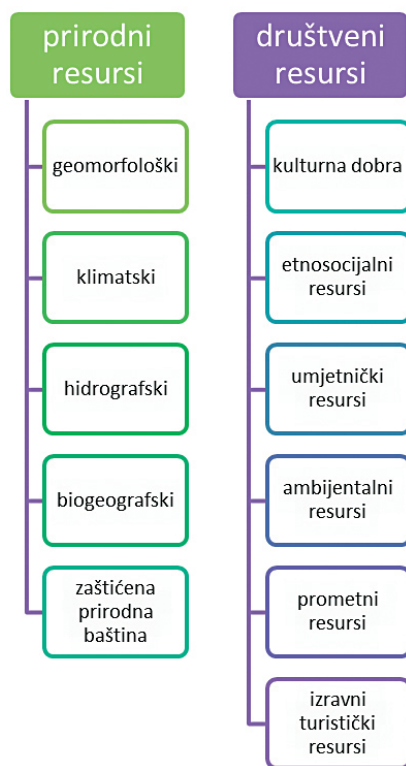 prirodni
resursi
geomorfološki
klimatski
hidrografski
biogeografski
zaštićena
prirodna
baština
društveni
resursi
kulturna dobra
etnosocijalni
resursi
umjetnički
resursi
ambijentalni
resursi
prometni
resursi
izravni
turistički
resursi